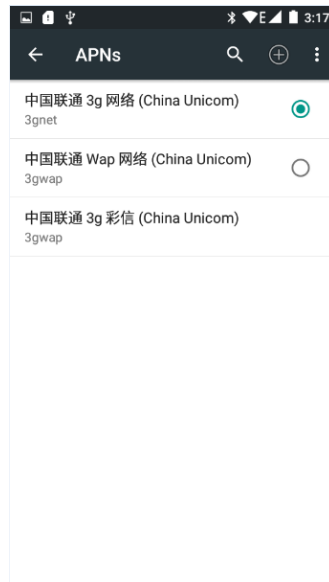 E 3:17
APNs
中国联通 3g 网络 (China Unicom)
3gnet
中国联通 Wap 网络 (China Unicom)
3gwap
中国联通 3g 彩信 (China Unicom)
3gwap